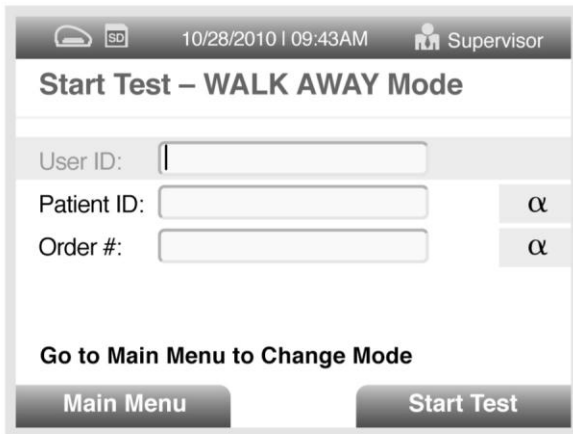 SD 10/28/2010 | 09:43AM Supervisor
Start Test – WALK AWAY Mode
User ID:
Patient ID: α
Order #: α
Go to Main Menu to Change Mode
Main Menu Start Test